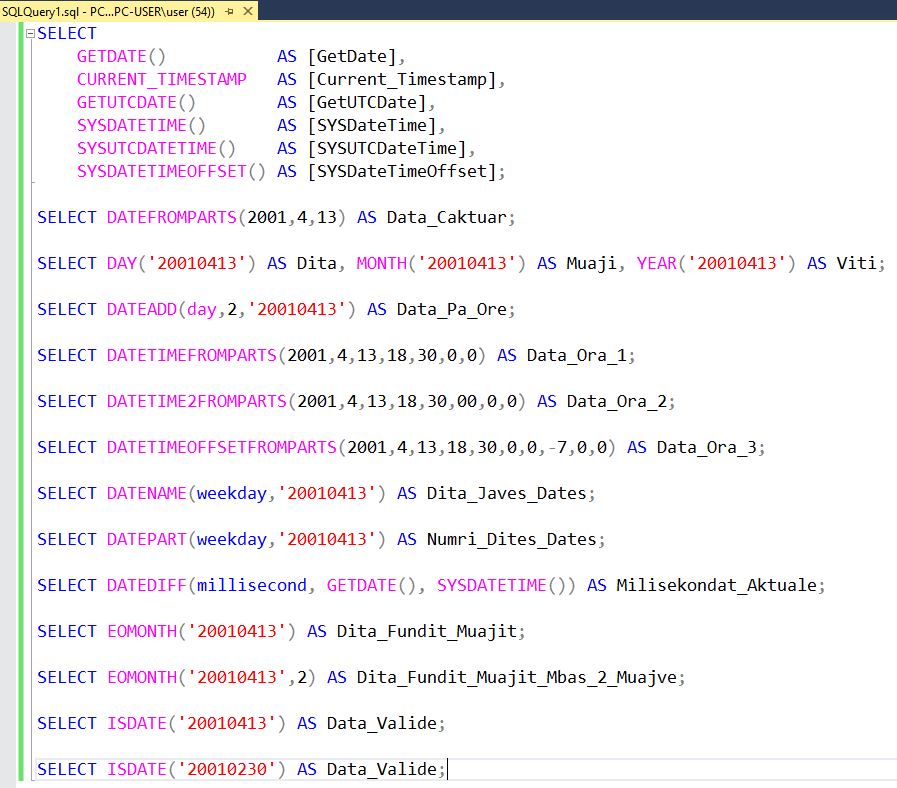 SQLQuery1.sql - PC...PC-USER\user (54))
SELECT
GETDATE() AS [GetDate],
CURRENT_TIMESTAMP AS [Current_Timestamp],
GETUTCDATE() AS [GetUTCDate],
SYSDATETIME() AS [SYSDateTime],
SYSUTCDATETIME() AS [SYSUTCDateTime],
SYSDATETIMEOFFSET() AS [SYSDateTimeOffset];
SELECT DATEFROMPARTS(2001,4,13) AS Data_Caktuar;
SELECT DAY('20010413') AS Dita, MONTH('20010413') AS Muaji, YEAR('20010413') AS Viti;
SELECT DATEADD(day,2,'20010413') AS Data_Pa_Ore;
SELECT DATETIMEFROMPARTS(2001,4,13,18,30,0,0) AS Data_Ora_1;
SELECT DATETIME2FROMPARTS(2001,4,13,18,30,00,0,0) AS Data_Ora_2;
SELECT DATETIMEOFFSETFROMPARTS(2001,4,13,18,30,0,0,-7,0,0) AS Data_Ora_3;
SELECT DATENAME(weekday,'20010413') AS Dita_Javes_Dates;
SELECT DATEPART(weekday,'20010413') AS Numri_Dites_Dates;
SELECT DATEDIFF(millisecond, GETDATE(), SYSDATETIME()) AS Milisekondat_Aktuale;
SELECT EOMONTH('20010413') AS Dita_Fundit_Muajit;
SELECT EOMONTH('20010413',2) AS Dita_Fundit_Muajit_Mbas_2_Muajve;
SELECT ISDATE('20010413') AS Data_Valide;
SELECT ISDATE('20010230') AS Data_Valide;